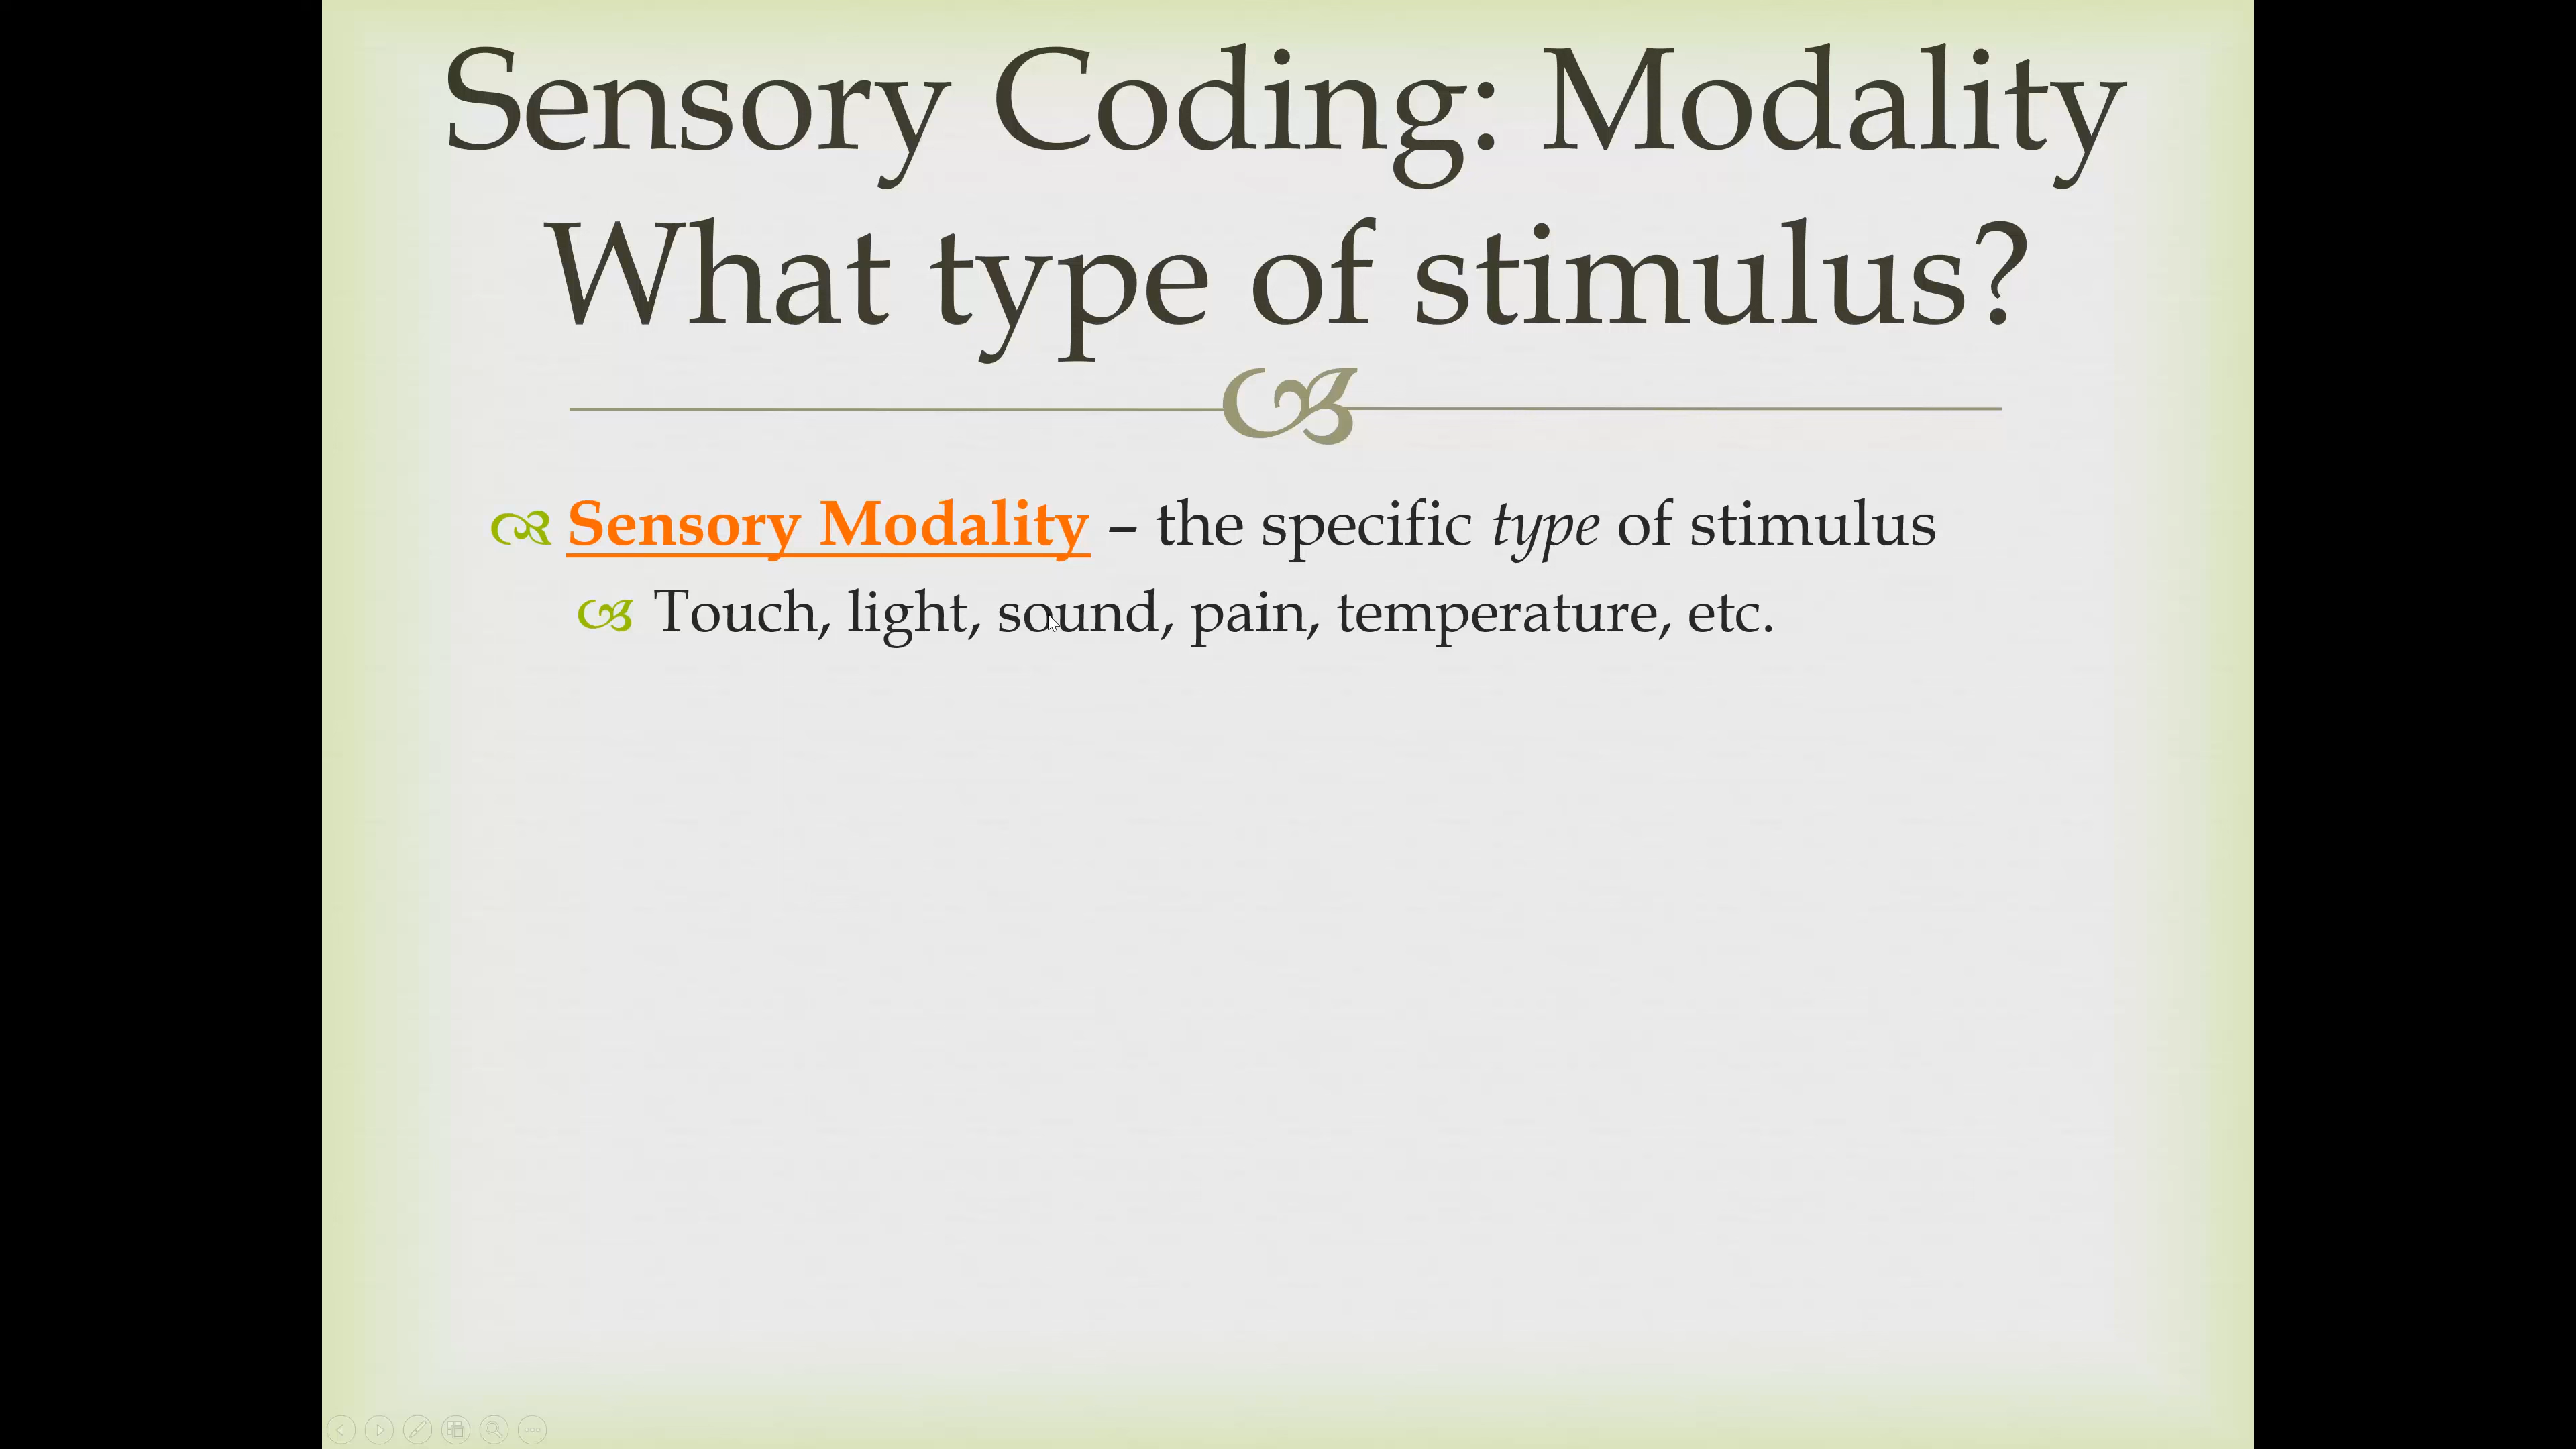 Sensory Coding: Modality
What type of stimulus?
Sensory Modality – the specific type of stimulus
Touch, light, sound, pain, temperature, etc.